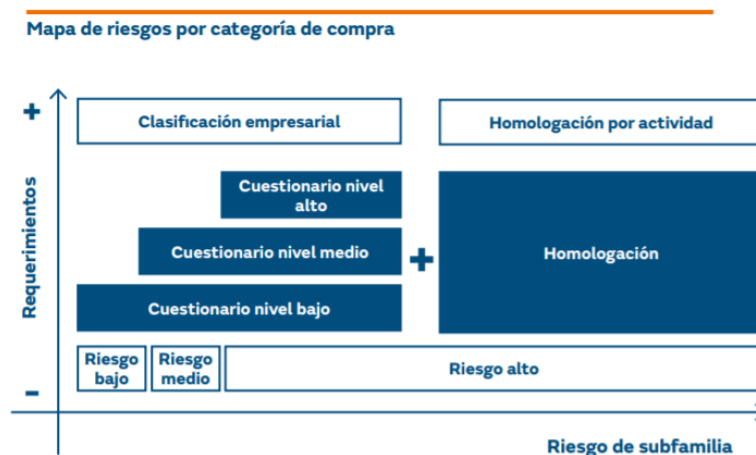 Mapa de riesgos por categoría de compra
+
Clasificación empresarial
Homologación por actividad
Requerimientos
Cuestionario nivel
alto
Cuestionario nivel medio
+
Homologación
Cuestionario nivel bajo
Riesgo
bajo
Riesgo
medio
Riesgo alto
-
Riesgo de subfamilia